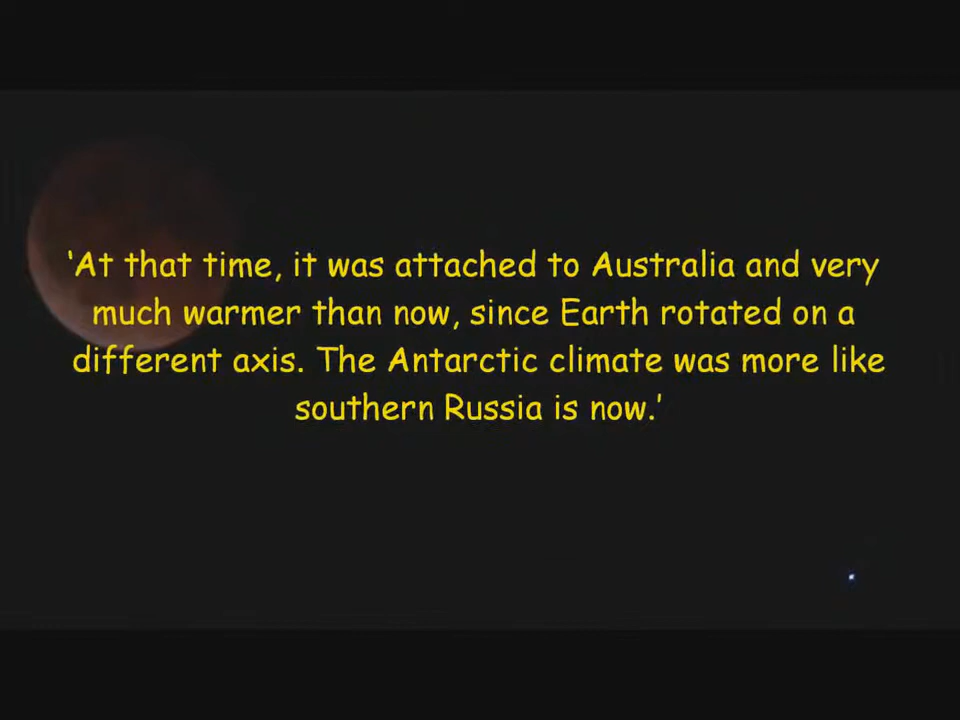 ‘At that time, it was attached to Australia and very
much warmer than now, since Earth rotated on a
different axis. The Antarctic climate was more like
southern Russia is now.’